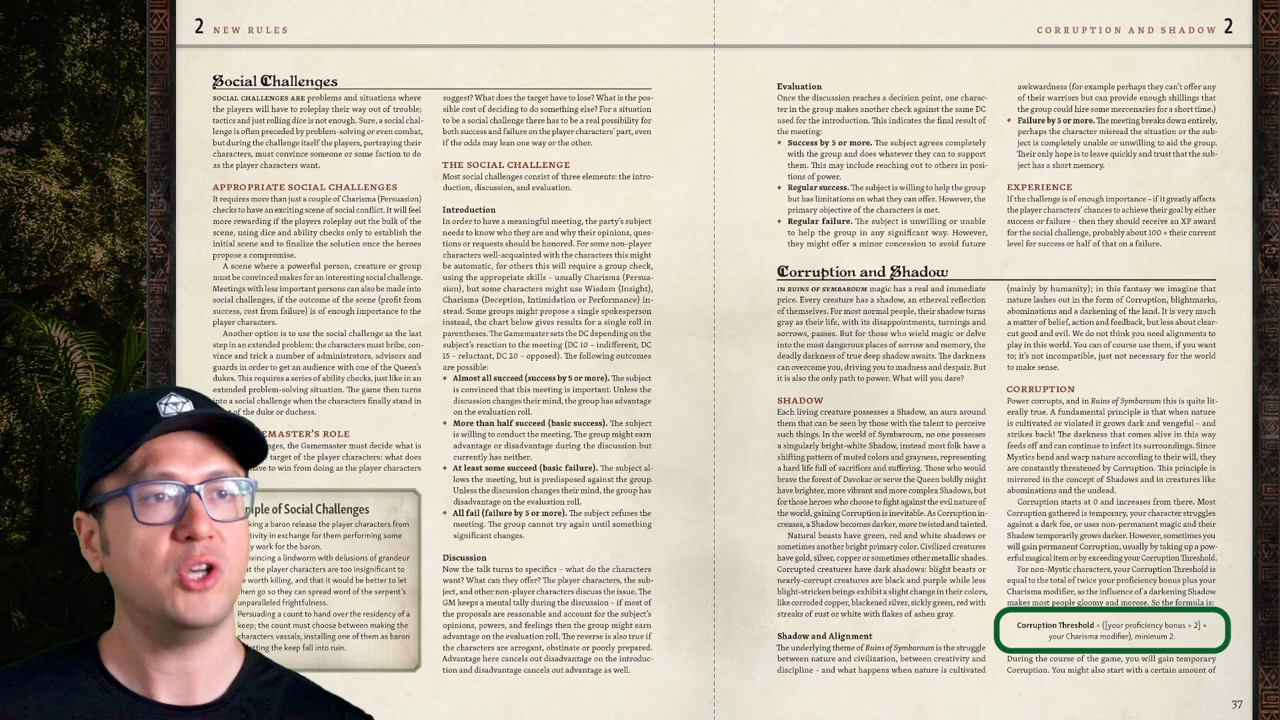 2 NEW RULES
CORRUPTION AND SHADOW 2
Social Challenges
SOCIAL CHALLENGES ARE problems and situations where
the players will have to roleplay their way out of trouble;
tactics and just rolling dice is not enough. Sure, a social chal-
lenge is often preceded by problem-solving or even combat,
but during the challenge itself the players, portraying their
characters, must convince someone or some faction to do
as the player characters want.
APPROPRIATE SOCIAL CHALLENGES
It requires more than just a couple of Charisma (Persuasion)
checks to have an exciting scene of social conflict. It will feel
more rewarding if the players roleplay out the bulk of the
scene, using dice and ability checks only to establish the
initial scene and to finalize the solution once the heroes
propose a compromise.
A scene where a powerful person, creature or group
must be convinced makes for an interesting social challenge.
Meetings with less important persons can also be made into
social challenges, if the outcome of the scene (profit from
success, cost from failure) is of enough importance to the
player characters.
Another option is to use the social challenge as the last
step in an extended problem: the characters must bribe, con-
vince and trick a number of administrators, advisors and
guards in order to get an audience with one of the Queen's
dukes. This requires a series of ability checks, just like in an
extended problem-solving situation. The game then turns
into a social challenge when the characters finally stand in
of the duke or duchess.
EMASTER'S ROLE
nges, the Gamemaster must decide what is
target of the player characters: what does
have to win from doing as the player characters
ple of Social Challenges
king a baron release the player characters from
tivity in exchange for them performing some
y work for the baron.
vincing a lindworm with delusions of grandeur
t the player characters are too insignificant to
e worth killing, and that it would be better to let
them go so they can spread word of the serpent's
unparalleled frightfulness.
Persuading a count to hand over the residency of a
keep; the count must choose between making the
characters vassals, installing one of them as baron
etting the keep fall into ruin.
suggest? What does the target have to lose? What is the pos-
sible cost of deciding to do something else? For a situation
to be a social challenge there has to be a real possibility for
both success and failure on the player characters' part, even
if the odds may lean one way or the other.
THE SOCIAL CHALLENGE
Most social challenges consist of three elements: the intro-
duction, discussion, and evaluation.
Introduction
In order to have a meaningful meeting, the party's subject
needs to know who they are and why their opinions, ques-
tions or requests should be honored. For some non-player
characters well-acquainted with the characters this might
be automatic, for others this will require a group check,
using the appropriate skills – usually Charisma (Persua-
sion), but some characters might use Wisdom (Insight),
Charisma (Deception, Intimidation or Performance) in-
stead. Some groups might propose a single spokesperson
instead, the chart below gives results for a single roll in
parentheses. The Gamemaster sets the DC depending on the
subject's reaction to the meeting (DC 10 – indifferent, DC
15 – reluctant, DC 20 – opposed). The following outcomes
are possible:
Almost all succeed (success by 5 or more). The subject
is convinced that this meeting is important. Unless the
discussion changes their mind, the group has advantage
on the evaluation roll.
More than half succeed (basic success). The subject
is willing to conduct the meeting. The group might earn
advantage or disadvantage during the discussion but
currently has neither.
At least some succeed (basic failure). The subject al-
lows the meeting, but is predisposed against the group.
Unless the discussion changes their mind, the group has
disadvantage on the evaluation roll.
All fail (failure by 5 or more). The subject refuses the
meeting. The group cannot try again until something
significant changes.
Discussion
Now the talk turns to specifics – what do the characters
want? What can they offer? The player characters, the sub-
ject, and other non-player characters discuss the issue. The
GM keeps a mental tally during the discussion – if most of
the proposals are reasonable and account for the subject's
opinions, powers, and feelings then the group might earn
advantage on the evaluation roll. The reverse is also true if
the characters are arrogant, obstinate or poorly prepared.
Advantage here cancels out disadvantage on the introduc-
tion and disadvantage cancels out advantage as well.
Evaluation
Once the discussion reaches a decision point, one charac-
ter in the group makes another check against the same DC
used for the introduction. This indicates the final result of
the meeting:
Success by 5 or more. The subject agrees completely
with the group and does whatever they can to support
them. This may include reaching out to others in posi-
tions of power.
Regular success. The subject is willing to help the group
but has limitations on what they can offer. However, the
primary objective of the characters is met.
Regular failure. The subject is unwilling or unable
to help the group in any significant way. However,
they might offer a minor concession to avoid future
awkwardness (for example perhaps they can't offer any
of their warriors but can provide enough shillings that
the group could hire some mercenaries for a short time.)
Failure by 5 or more. The meeting breaks down entirely,
perhaps the character misread the situation or the sub-
ject is completely unable or unwilling to aid the group.
Their only hope is to leave quickly and trust that the sub-
ject has a short memory.
EXPERIENCE
If the challenge is of enough importance – if it greatly affects
the player characters' chances to achieve their goal by either
success or failure – then they should receive an XP award
for the social challenge, probably about 100 × their current
level for success or half of that on a failure.
Corruption and Shadow
IN RUINS OF SYMBAROUM magic has a real and immediate
price. Every creature has a shadow, an ethereal reflection
of themselves. For most normal people, their shadow turns
gray as their life, with its disappointments, turnings and
sorrows, passes. But for those who wield magic or delve
into the most dangerous places of sorrow and memory, the
deadly darkness of true deep shadow awaits. The darkness
can overcome you, driving you to madness and despair. But
it is also the only path to power. What will you dare?
SHADOW
Each living creature possesses a Shadow, an aura around
them that can be seen by those with the talent to perceive
such things. In the world of Symbaroum, no one possesses
a singularly bright-white Shadow, instead most folk have a
shifting pattern of muted colors and grayness, representing
a hard life full of sacrifices and suffering. Those who would
brave the forest of Davokar or serve the Queen boldly might
have brighter, more vibrant and more complex Shadows, but
for those heroes who choose to fight against the evil nature of
the world, gaining Corruption is inevitable. As Corruption in-
creases, a Shadow becomes darker, more twisted and tainted.
Natural beasts have green, red and white shadows or
sometimes another bright primary color. Civilized creatures
have gold, silver, copper or sometimes other metallic shades.
Corrupted creatures have dark shadows: blight beasts or
nearly-corrupt creatures are black and purple while less
blight-stricken beings exhibit a slight change in their colors,
like corroded copper, blackened silver, sickly green, red with
streaks of rust or white with flakes of ashen gray.
Shadow and Alignment
The underlying theme of Ruins of Symbaroum is the struggle
between nature and civilization, between creativity and
discipline – and what happens when nature is cultivated
(mainly by humanity); in this fantasy we imagine that
nature lashes out in the form of Corruption, blightmarks,
abominations and a darkening of the land. It is very much
a matter of belief, action and feedback, but less about clear-
cut good and evil. We do not think you need alignments to
play in this world. You can of course use them, if you want
to; it's not incompatible, just not necessary for the world
to make sense.
CORRUPTION
Power corrupts, and in Ruins of Symbaroum this is quite lit-
erally true. A fundamental principle is that when nature
is cultivated or violated it grows dark and vengeful – and
strikes back! The darkness that comes alive in this way
feeds off and can continue to infect its surroundings. Since
Mystics bend and warp nature according to their will, they
are constantly threatened by Corruption. This principle is
mirrored in the concept of Shadows and in creatures like
abominations and the undead.
Corruption starts at 0 and increases from there. Most
Corruption gathered is temporary, your character struggles
against a dark foe, or uses non-permanent magic and their
Shadow temporarily grows darker. However, sometimes you
will gain permanent Corruption, usually by taking up a pow-
erful magical item or by exceeding your Corruption Threshold.
For non-Mystic characters, your Corruption Threshold is
equal to the total of twice your proficiency bonus plus your
Charisma modifier, as the influence of a darkening Shadow
makes most people gloomy and morose. So the formula is:
Corruption Threshold = ([your proficiency bonus × 2] +
your Charisma modifier), minimum 2.
During the course of the game, you will gain temporary
Corruption. You might also start with a certain amount of
37